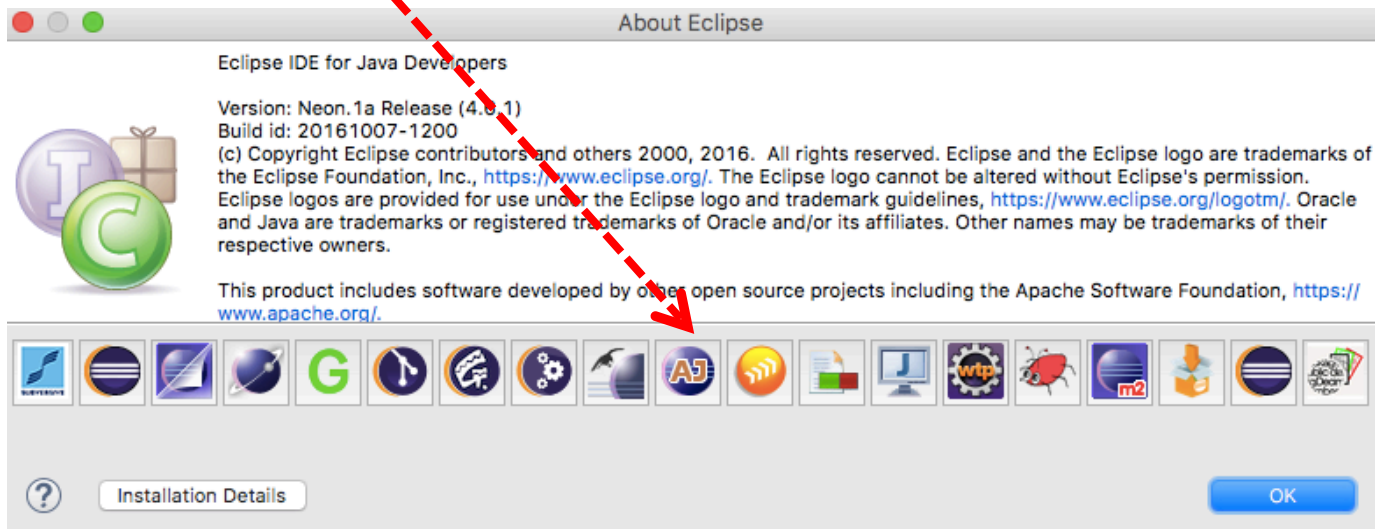 About Eclipse
Eclipse IDE for Java Developers
Version: Neon.1a Release (4.6.1)
Build id: 20161007-1200
(c) Copyright Eclipse contributors and others 2000, 2016.  All rights reserved. Eclipse and the Eclipse logo are trademarks of
the Eclipse Foundation, Inc., https://www.eclipse.org/. The Eclipse logo cannot be altered without Eclipse's permission.
Eclipse logos are provided for use under the Eclipse logo and trademark guidelines, https://www.eclipse.org/logotm/. Oracle
and Java are trademarks or registered trademarks of Oracle and/or its affiliates. Other names may be trademarks of their
respective owners.
This product includes software developed by other open source projects including the Apache Software Foundation, https://
www.apache.org/.
I C
SUBVERSIVE G AJ J wtp m2
? Installation Details OK